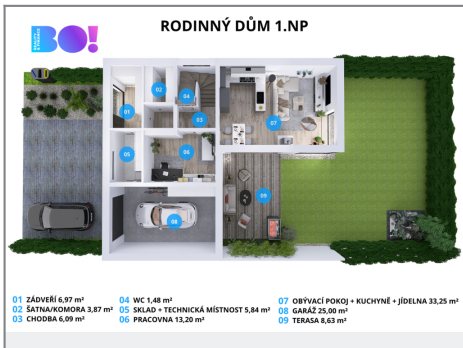 RODINNÝ DŮM 1.NP
REALITY
& FINANCE
BO!
01
02
03
04
05
06
07
08
09
01 ZÁDVEŘÍ 6,97 m²
02 ŠATNA/KOMORA 3,87 m²
03 CHODBA 6,09 m²
04 WC 1,48 m²
05 SKLAD + TECHNICKÁ MÍSTNOST 5,84 m²
06 PRACOVNA 13,20 m²
07 OBÝVACÍ POKOJ + KUCHYNĚ + JÍDELNA 33,25 m²
08 GARÁŽ 25,00 m²
09 TERASA 8,63 m²